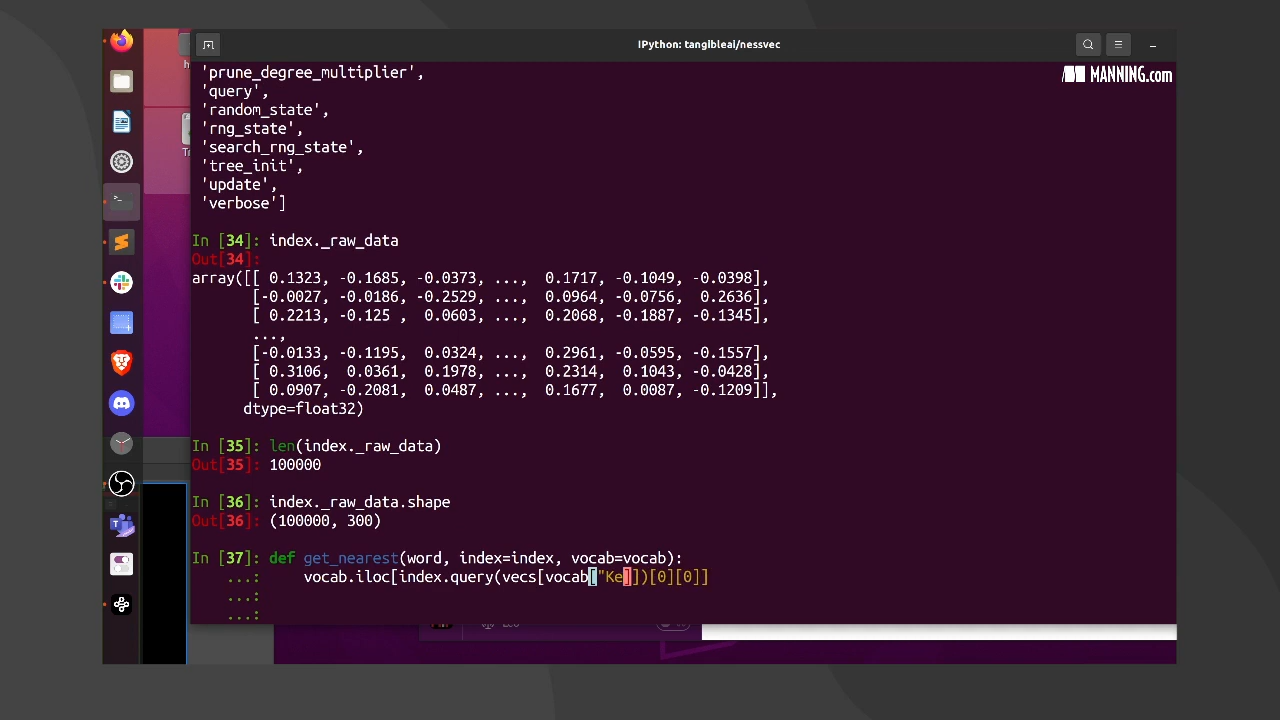 IPython: tangibleai/nessvec
MANNING.com
'prune_degree_multiplier',
'query',
'random_state',
'rng_state',
'search_rng_state',
'tree_init',
'update',
'verbose']
In [34]: index._raw_data
Out[34]:
array([[ 0.1323, -0.1685, -0.0373, ..., 0.1717, -0.1049, -0.0398],
[-0.0027, -0.0186, -0.2529, ..., 0.0964, -0.0756, 0.2636],
[ 0.2213, -0.125 , 0.0603, ..., 0.2068, -0.1887, -0.1345],
...,
[-0.0133, -0.1195, 0.0324, ..., 0.2961, -0.0595, -0.1557],
[ 0.3106, 0.0361, 0.1978, ..., 0.2314, 0.1043, -0.0428],
[ 0.0907, -0.2081, 0.0487, ..., 0.1677, 0.0087, -0.1209]],
dtype=float32)
In [35]: len(index._raw_data)
Out[35]: 100000
In [36]: index._raw_data.shape
Out[36]: (100000, 300)
In [37]: def get_nearest(word, index=index, vocab=vocab):
...: vocab.iloc[index.query(vecs[vocab["Ke]])[0][0]]
...:
...: